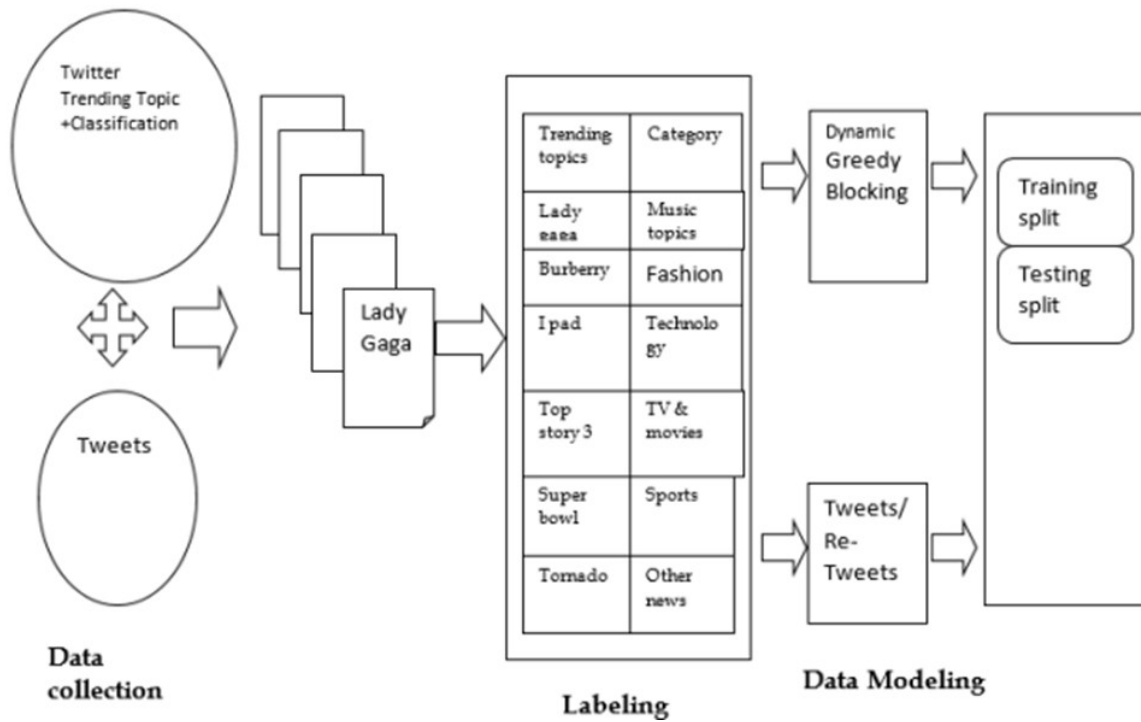 Twitter
Trending Topic
+Classification
Tweets
Data
collection
Lady
Gaga
Trending
topics
Category
Lady
gaga
Music
topics
Burberry
Fashion
I pad
Technolo
gy
Top
story 3
TV &
movies
Super
bowl
Sports
Tornado
Other
news
Labeling
Dynamic
Greedy
Blocking
Tweets/
Re-
Tweets
Data Modeling
Training
split
Testing
split